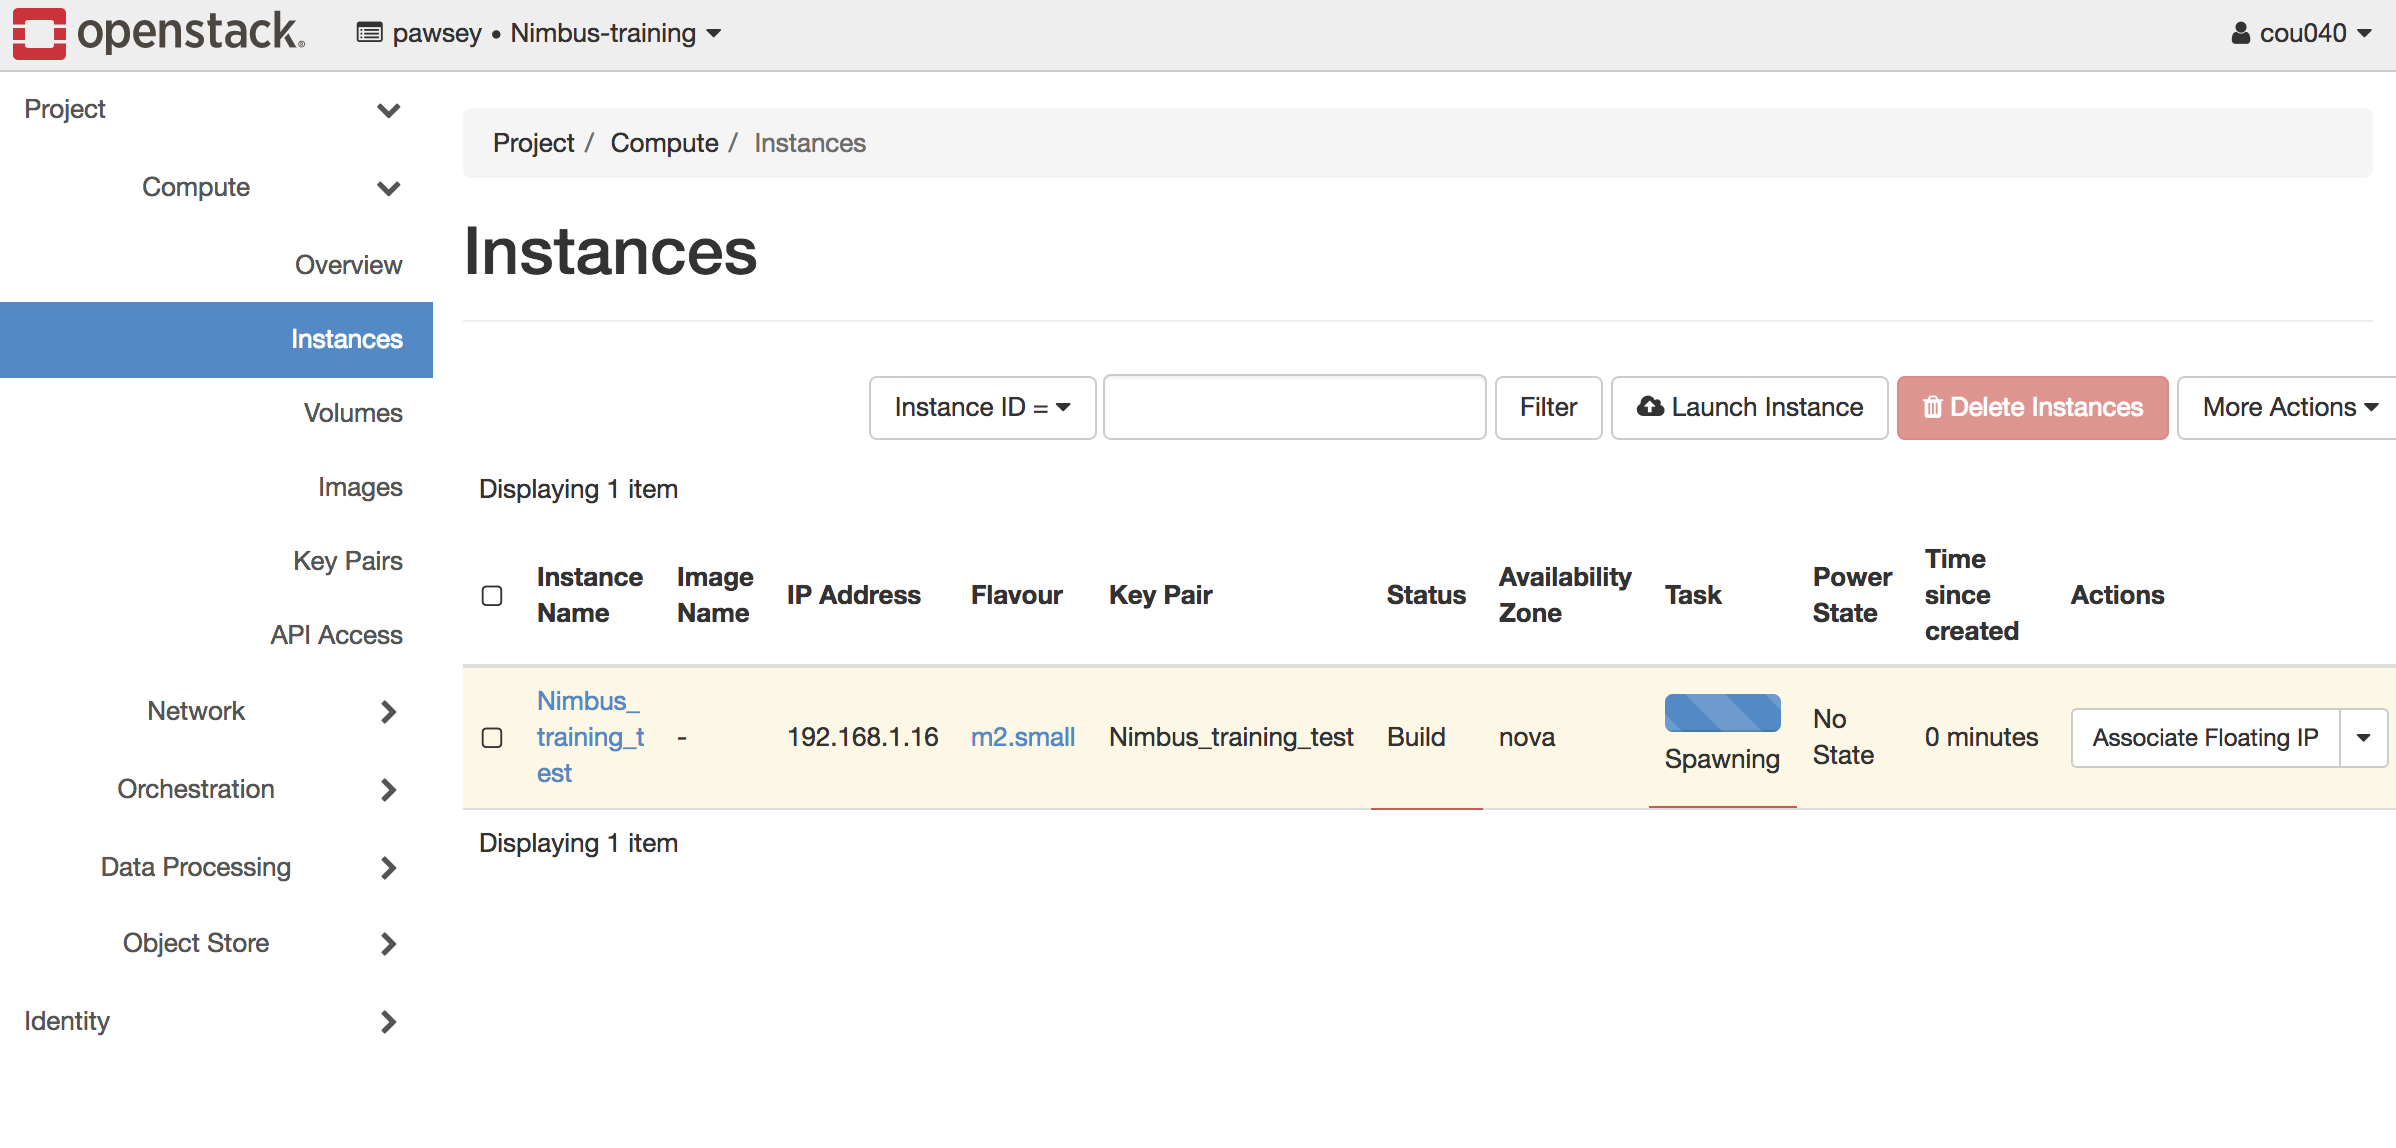 openstack.
pawsey • Nimbus-training
cou040
Project
Compute
Overview
Instances
Volumes
Images
Key Pairs
API Access
Network
Orchestration
Data Processing
Object Store
Identity
Project / Compute / Instances
Instances
Instance ID =
Filter
Launch Instance
Delete Instances
More Actions
Displaying 1 item
Instance Name
Image Name
IP Address
Flavour
Key Pair
Status
Availability Zone
Task
Power State
Time since created
Actions
Nimbus_
training_t
est
-
192.168.1.16
m2.small
Nimbus_training_test
Build
nova
Spawning
No State
0 minutes
Associate Floating IP
Displaying 1 item